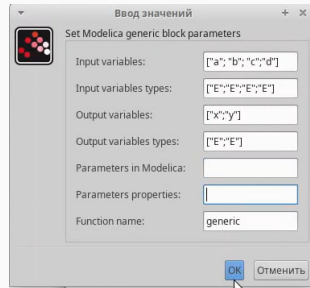 Ввод значений
Set Modelica generic block parameters
Input variables: ["a"; "b"; "c";"d"]
Input variables types: ["E";"E";"E";"E"]
Output variables: ["x";"y"]
Output variables types: ["E";"E"]
Parameters in Modelica:
Parameters properties:
Function name: generic
OK Отменить